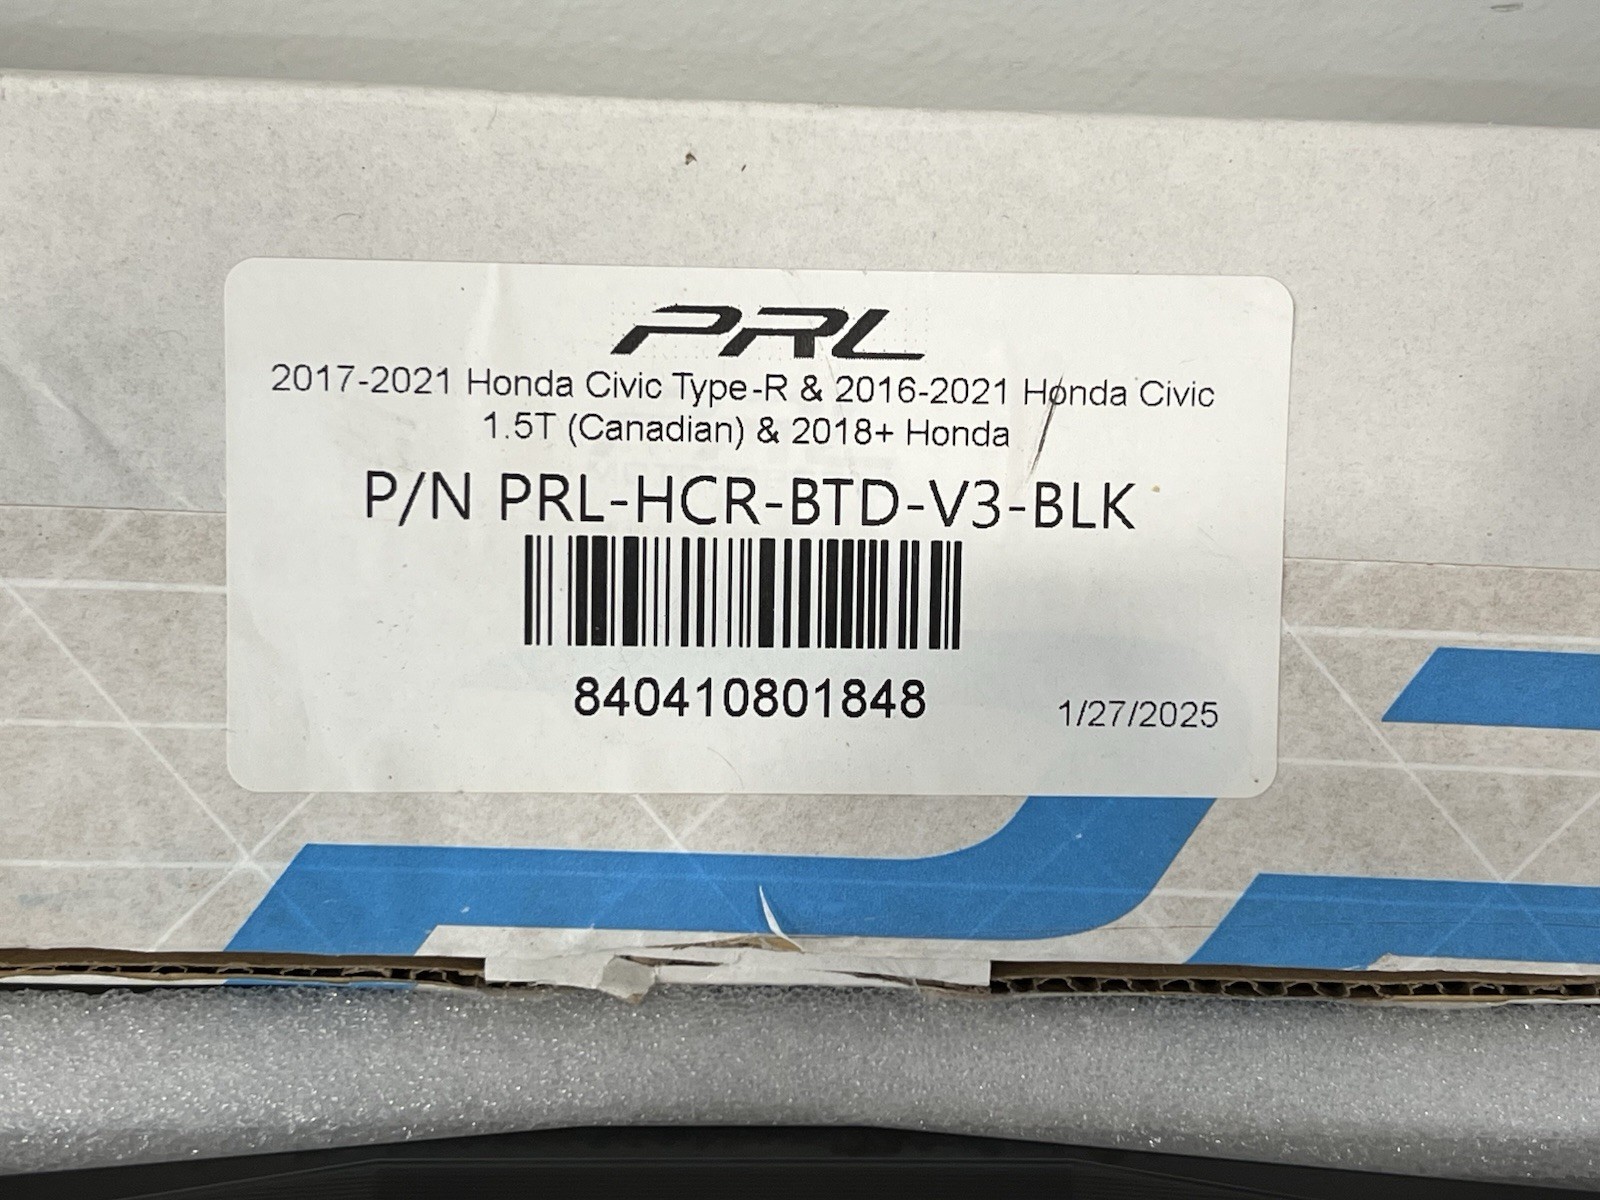 PRL
2017-2021 Honda Civic Type-R & 2016-2021 Honda Civic
1.5T (Canadian) & 2018+ Honda
P/N PRL-HCR-BTD-V3-BLK
840410801848
1/27/2025